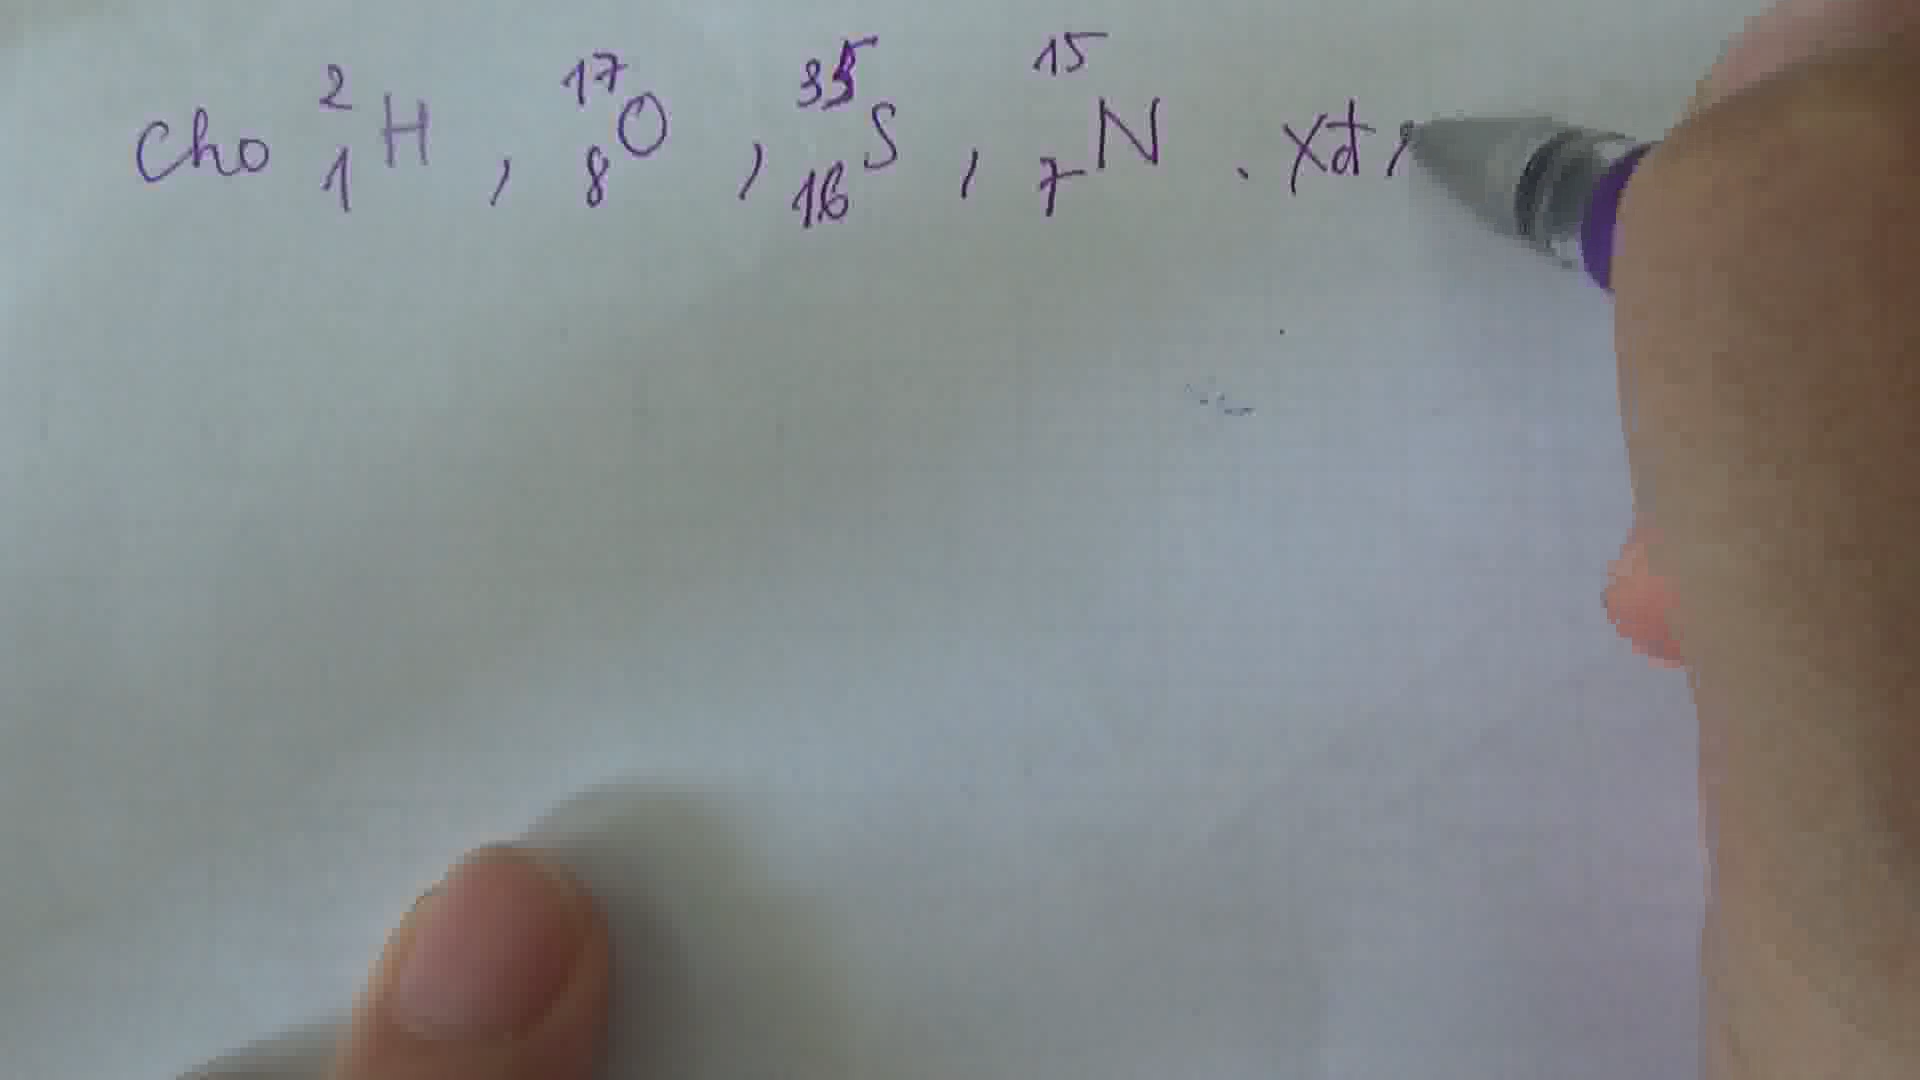 Cho ²₁H, ¹⁷₈O, ³⁵₁₆S, ¹⁵₇N. Xđ